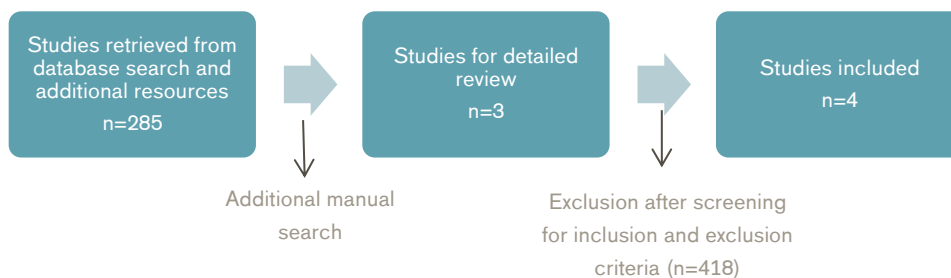 Studies retrieved from
database search and
additional resources
n=285
Studies for detailed
review
n=3
Studies included
n=4
Additional manual
search
Exclusion after screening
for inclusion and exclusion
criteria (n=418)